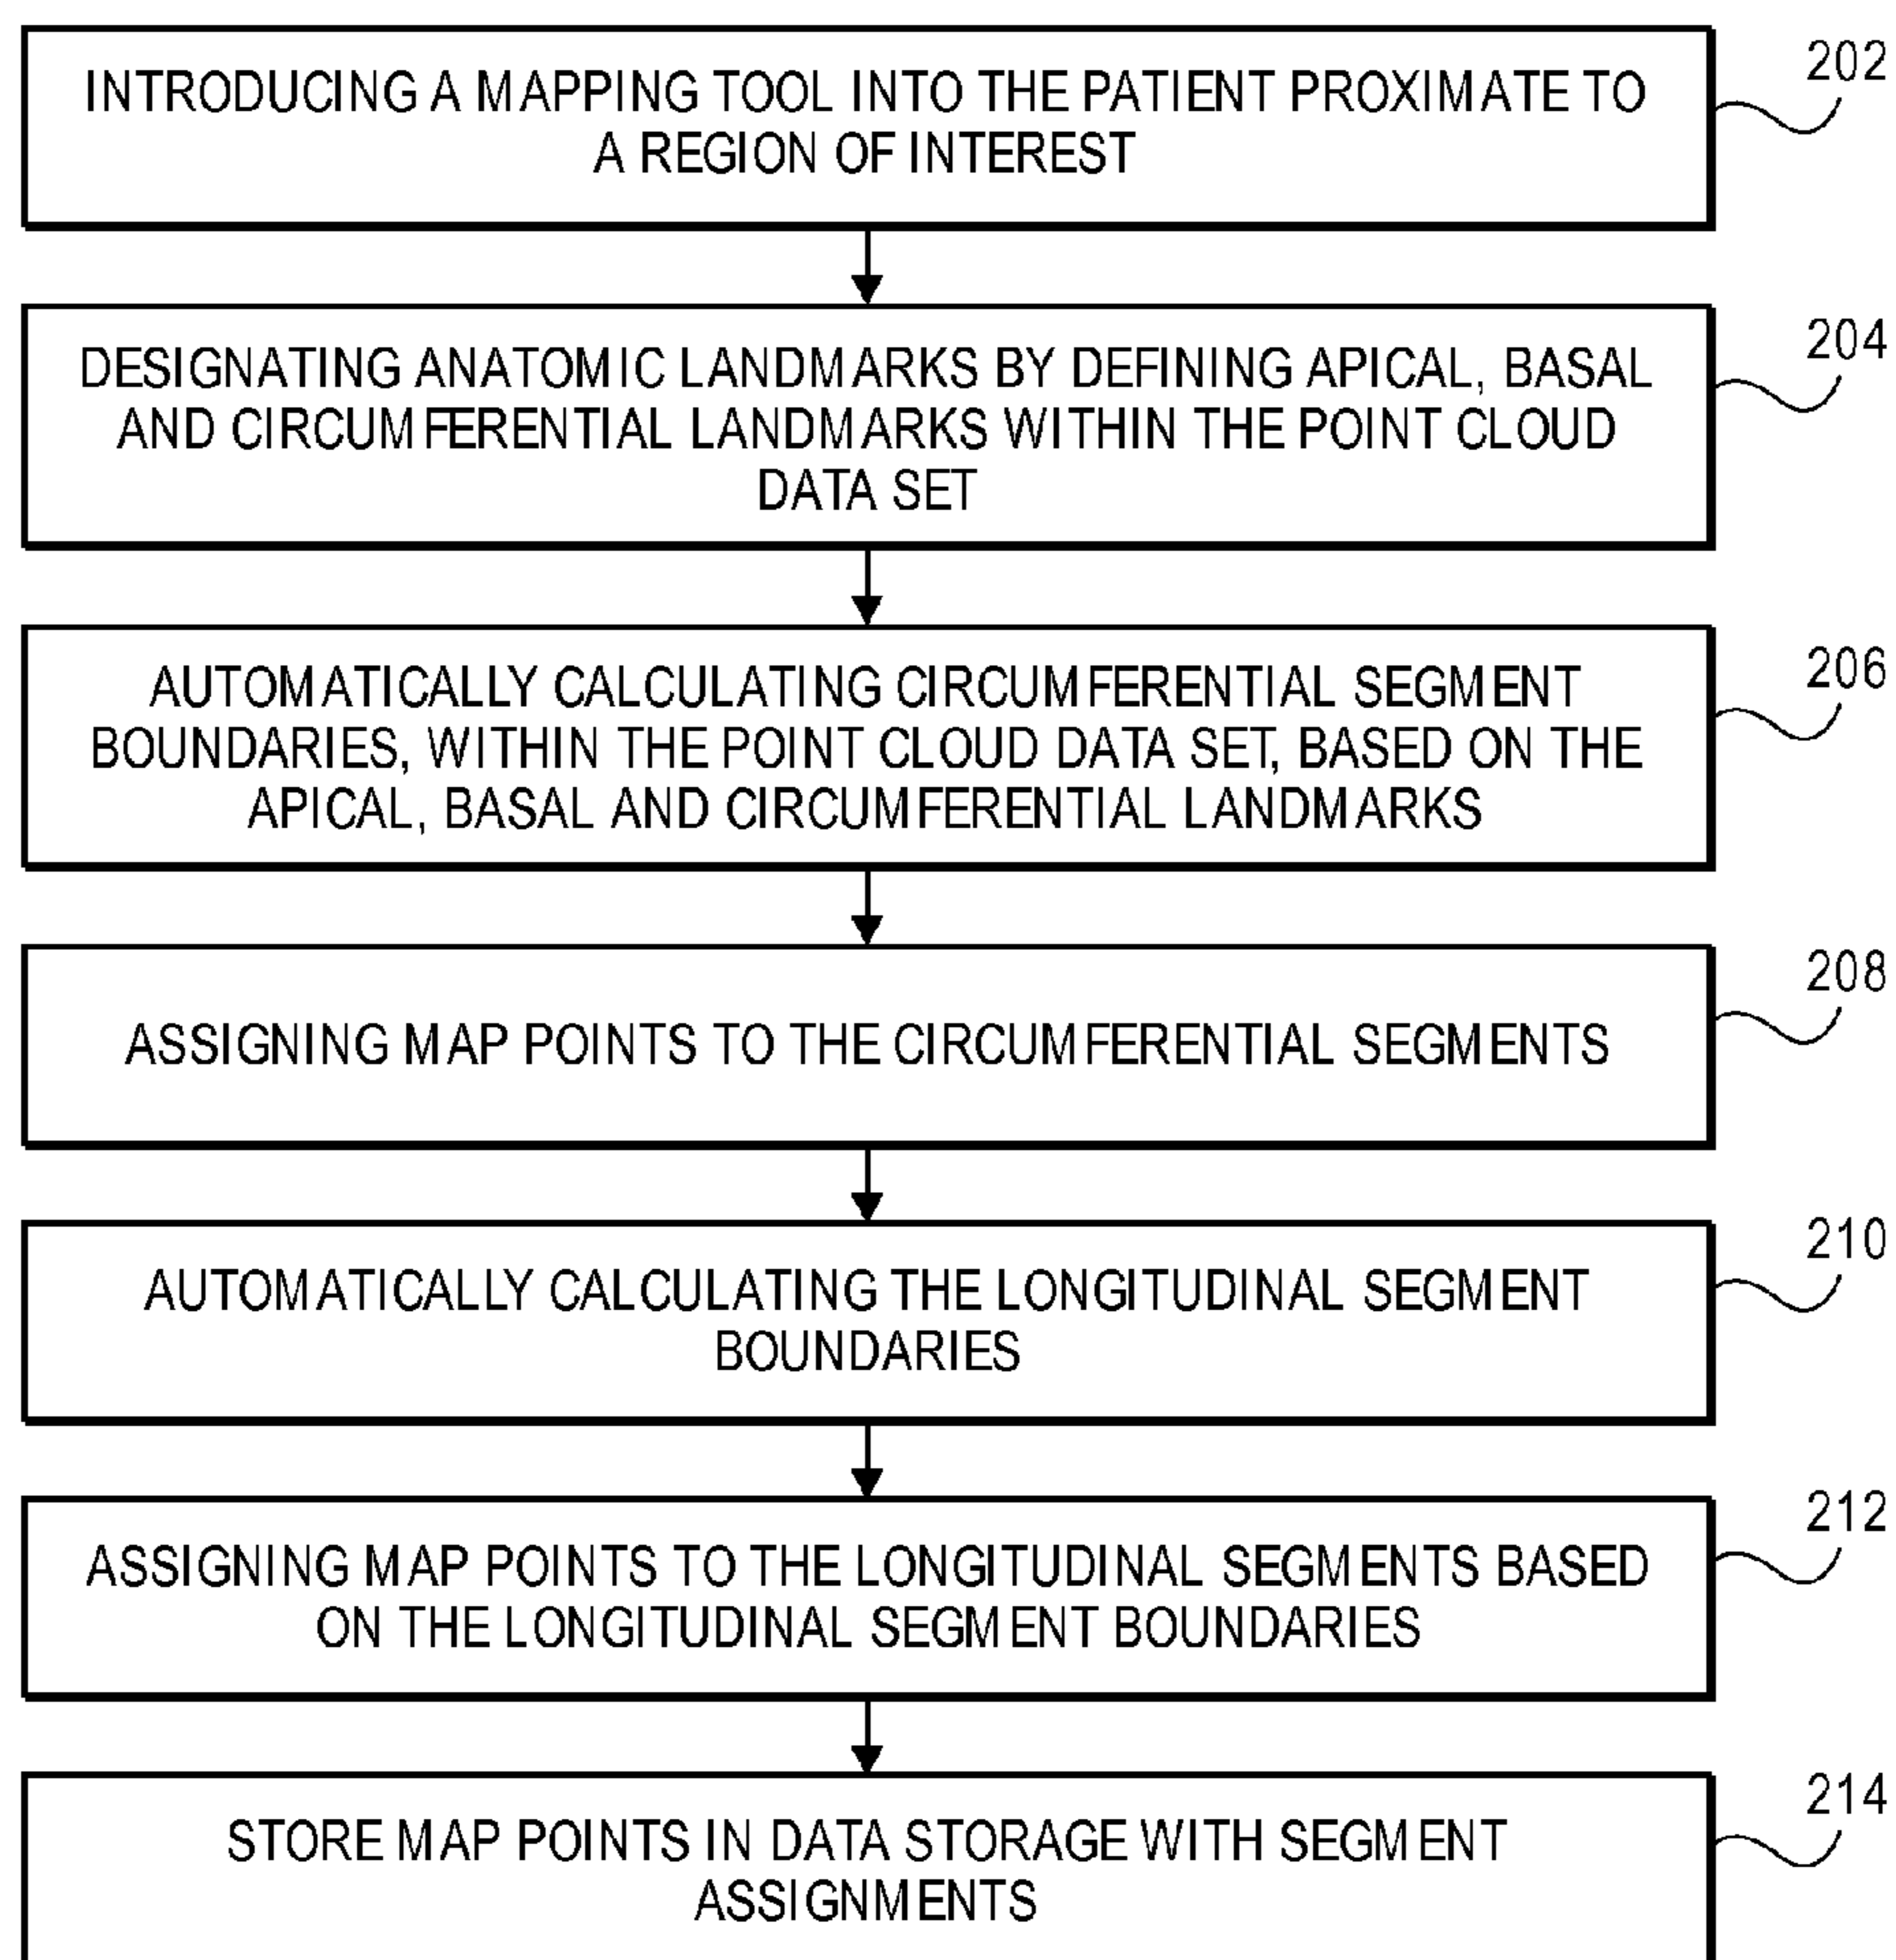 INTRODUCING A MAPPING TOOL INTO THE PATIENT PROXIMATE TO
A REGION OF INTEREST
202
DESIGNATING ANATOMIC LANDMARKS BY DEFINING APICAL, BASAL
AND CIRCUMFERENTIAL LANDMARKS WITHIN THE POINT CLOUD
DATA SET
204
AUTOMATICALLY CALCULATING CIRCUMFERENTIAL SEGMENT
BOUNDARIES, WITHIN THE POINT CLOUD DATA SET, BASED ON THE
APICAL, BASAL AND CIRCUMFERENTIAL LANDMARKS
206
ASSIGNING MAP POINTS TO THE CIRCUMFERENTIAL SEGMENTS
208
AUTOMATICALLY CALCULATING THE LONGITUDINAL SEGMENT
BOUNDARIES
210
ASSIGNING MAP POINTS TO THE LONGITUDINAL SEGMENTS BASED
ON THE LONGITUDINAL SEGMENT BOUNDARIES
212
STORE MAP POINTS IN DATA STORAGE WITH SEGMENT
ASSIGNMENTS
214